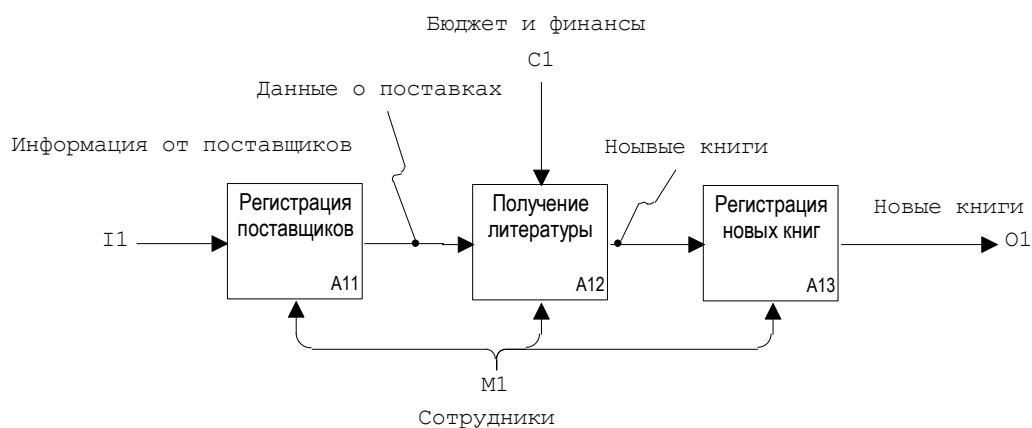 Бюджет и финансы
C1
Данные о поставках
Информация от поставщиков
Ноывые книги
Регистрация
поставщиков
A11
Получение
литературы
A12
Регистрация
новых книг
A13
Новые книги
I1
O1
M1
Сотрудники